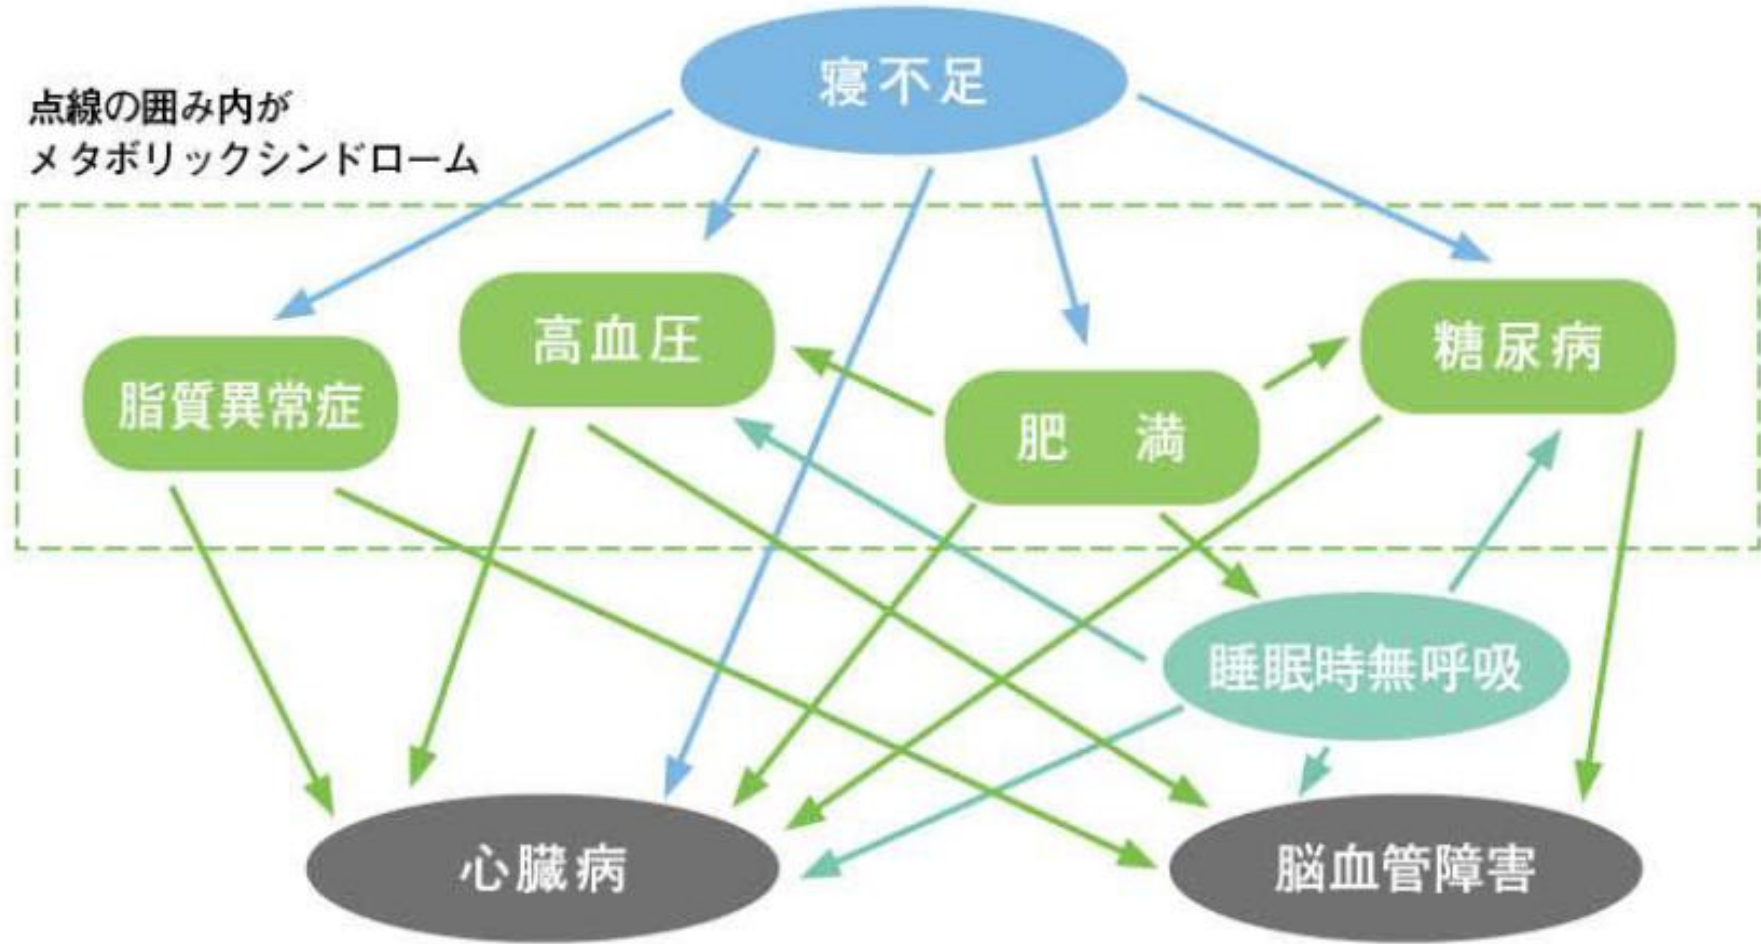 寝不足
点線の囲み内が
メタボリックシンドローム
高血圧
糖尿病
脂質異常症
肥　満
睡眠時無呼吸
心臓病
脳血管障害